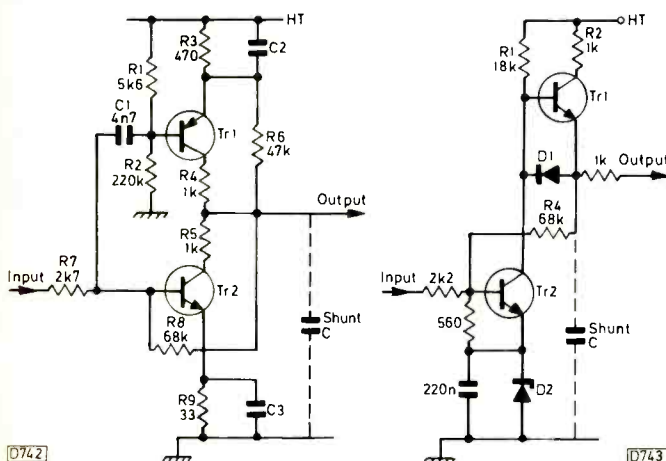 HT
R3
470
C2
R1
5k6
C1
4n7
Tr1
R6
47k
R2
220k
R4
1k
Output
R5
1k
R7
2k7
Input
Tr2
R8
68k
Shunt
C
R9
33
C3
D742
HT
R1
18k
R2
1k
Tr1
D1
1k
Output
R4
68k
Input
2k2
Tr2
560
Shunt
C
220n
D2
D743